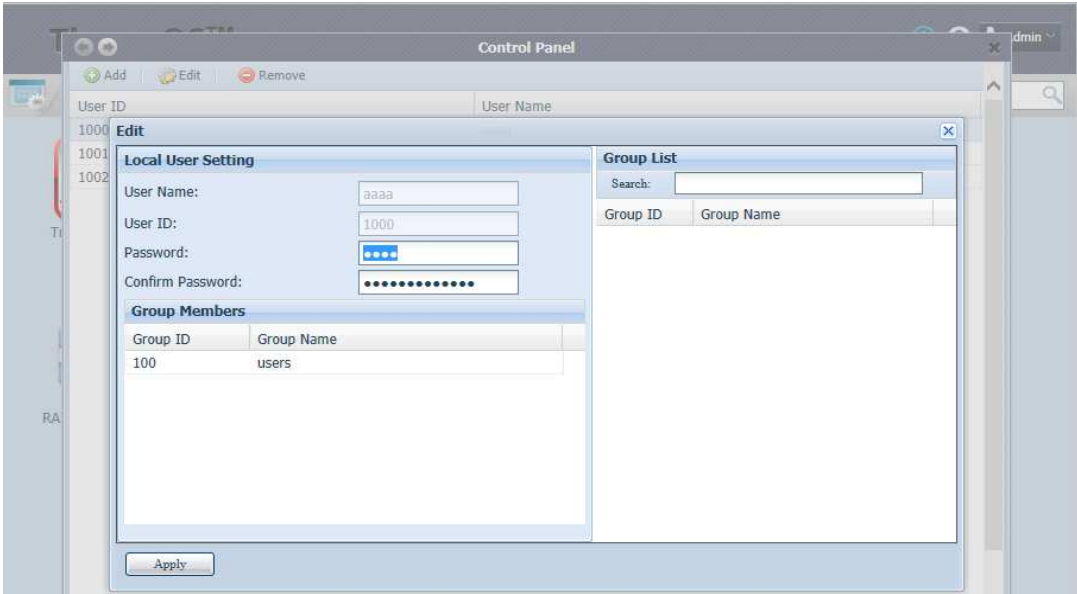 Control Panel
dmin
Add Edit Remove
User ID User Name
1000
1001
1002
Edit
Local User Setting
User Name: aaaa
User ID: 1000
Password: ••••
Confirm Password: •••••••••••••
Group Members
Group ID Group Name
100 users
Group List
Search:
Group ID Group Name
RA
Apply